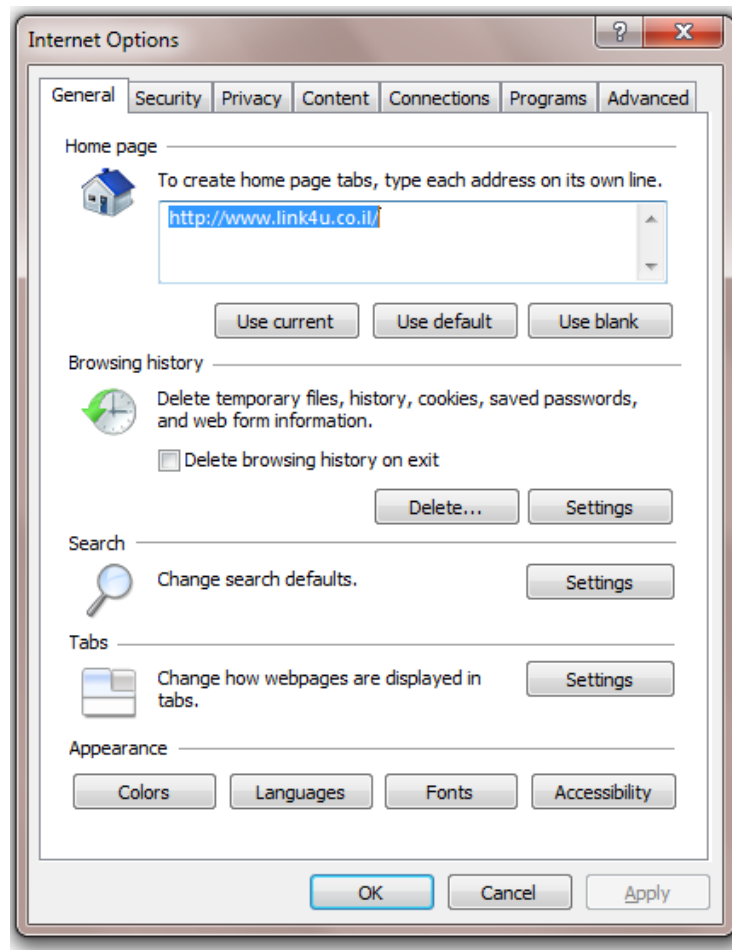 Internet Options
General Security Privacy Content Connections Programs Advanced
Home page
To create home page tabs, type each address on its own line.
http://www.link4u.co.il/
Use current Use default Use blank
Browsing history
Delete temporary files, history, cookies, saved passwords,
and web form information.
Delete browsing history on exit
Delete... Settings
Search
Change search defaults. Settings
Tabs
Change how webpages are displayed in Settings
tabs.
Appearance
Colors Languages Fonts Accessibility
OK Cancel Apply